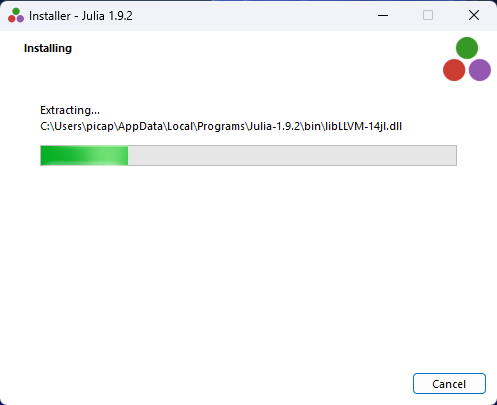 Installer - Julia 1.9.2
Installing
Extracting...
C:\Users\picap\AppData\Local\Programs\Julia-1.9.2\bin\libLLVM-14jl.dll
Cancel